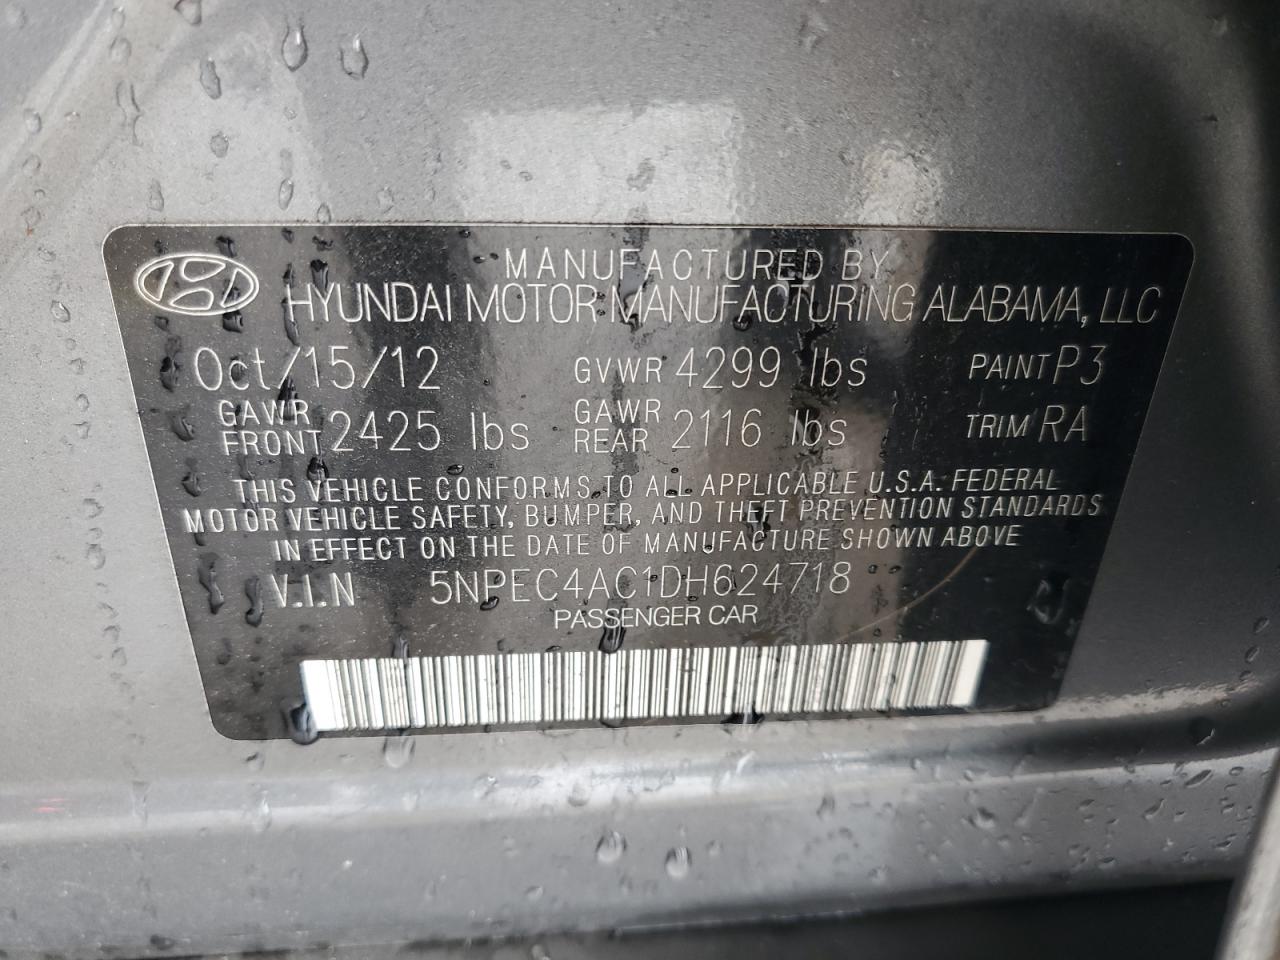 MANUFACTURED BY
HYUNDAI MOTOR MANUFACTURING ALABAMA, LLC
Oct/15/12 GVWR 4299 lbs PAINT P3
GAWR FRONT 2425 lbs GAWR REAR 2116 lbs TRIM RA
THIS VEHICLE CONFORMS TO ALL APPLICABLE U.S.A. FEDERAL
MOTOR VEHICLE SAFETY, BUMPER, AND THEFT PREVENTION STANDARDS
IN EFFECT ON THE DATE OF MANUFACTURE SHOWN ABOVE
V.I.N 5NPEC4AC1DH624718
PASSENGER CAR